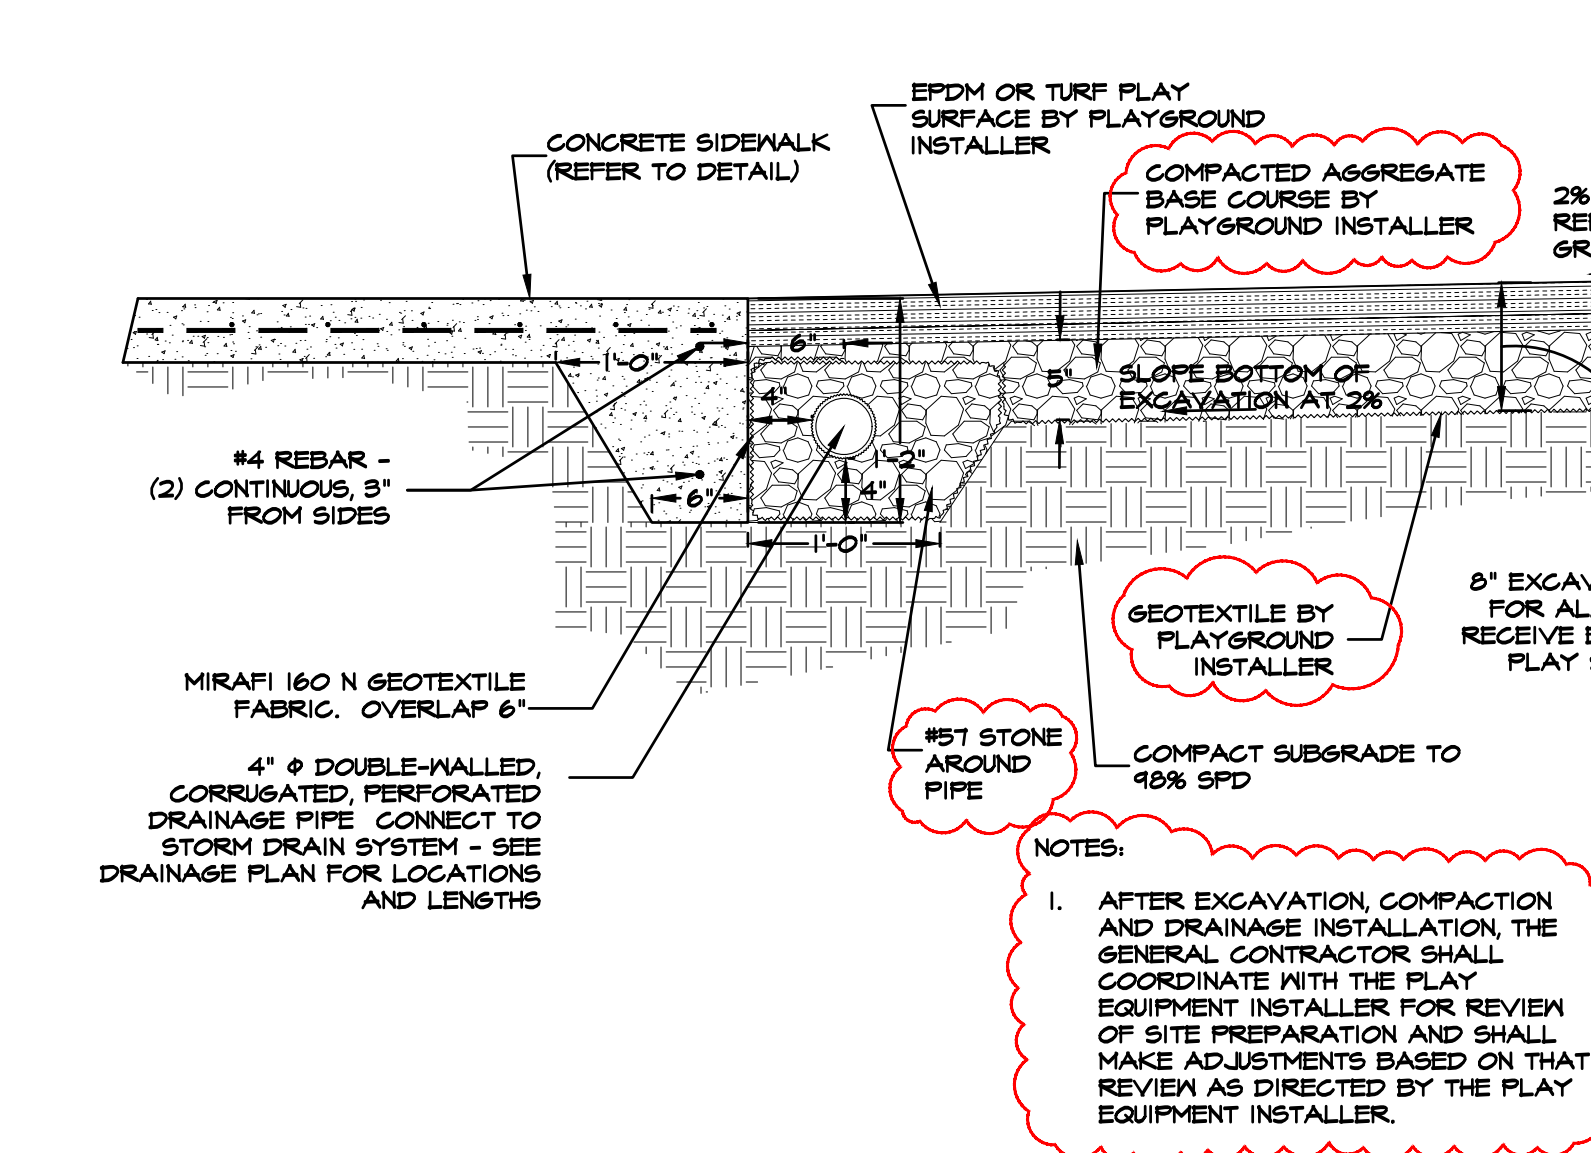 EPDM OR TURF PLAY
SURFACE BY PLAYGROUND
INSTALLER
CONCRETE SIDEWALK
(REFER TO DETAIL)
COMPACTED AGGREGATE
BASE COURSE BY
PLAYGROUND INSTALLER
2%
GR
6"
1'-0"
5"
SLOPE BOTTOM OF
EXCAVATION AT 2%
4"
1'-2"
4"
6"
1'-0"
#4 REBAR -
(2) CONTINUOUS, 3"
FROM SIDES
GEOTEXTILE BY
PLAYGROUND
INSTALLER
8" EXCAV
FOR AL
RECEIVE
PLAY
MIRAFI 160 N GEOTEXTILE
FABRIC. OVERLAP 6"
#57 STONE
AROUND
PIPE
COMPACT SUBGRADE TO
98% SPD
4" Φ DOUBLE-WALLED,
CORRUGATED, PERFORATED
DRAINAGE PIPE CONNECT TO
STORM DRAIN SYSTEM - SEE
DRAINAGE PLAN FOR LOCATIONS
AND LENGTHS
NOTES:
1. AFTER EXCAVATION, COMPACTION
AND DRAINAGE INSTALLATION, THE
GENERAL CONTRACTOR SHALL
COORDINATE WITH THE PLAY
EQUIPMENT INSTALLER FOR REVIEW
OF SITE PREPARATION AND SHALL
MAKE ADJUSTMENTS BASED ON THAT
REVIEW AS DIRECTED BY THE PLAY
EQUIPMENT INSTALLER.